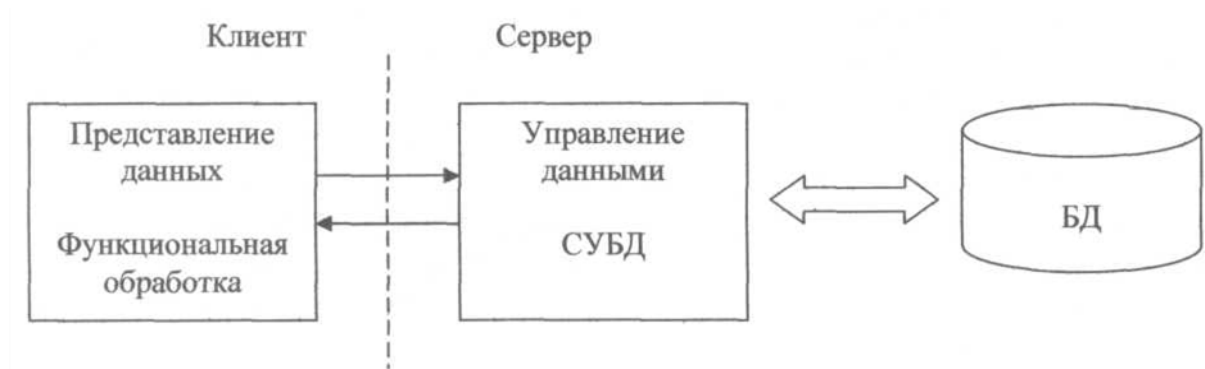 Клиент
Сервер
Представление
данных
Функциональная
обработка
Управление
данными
СУБД
БД